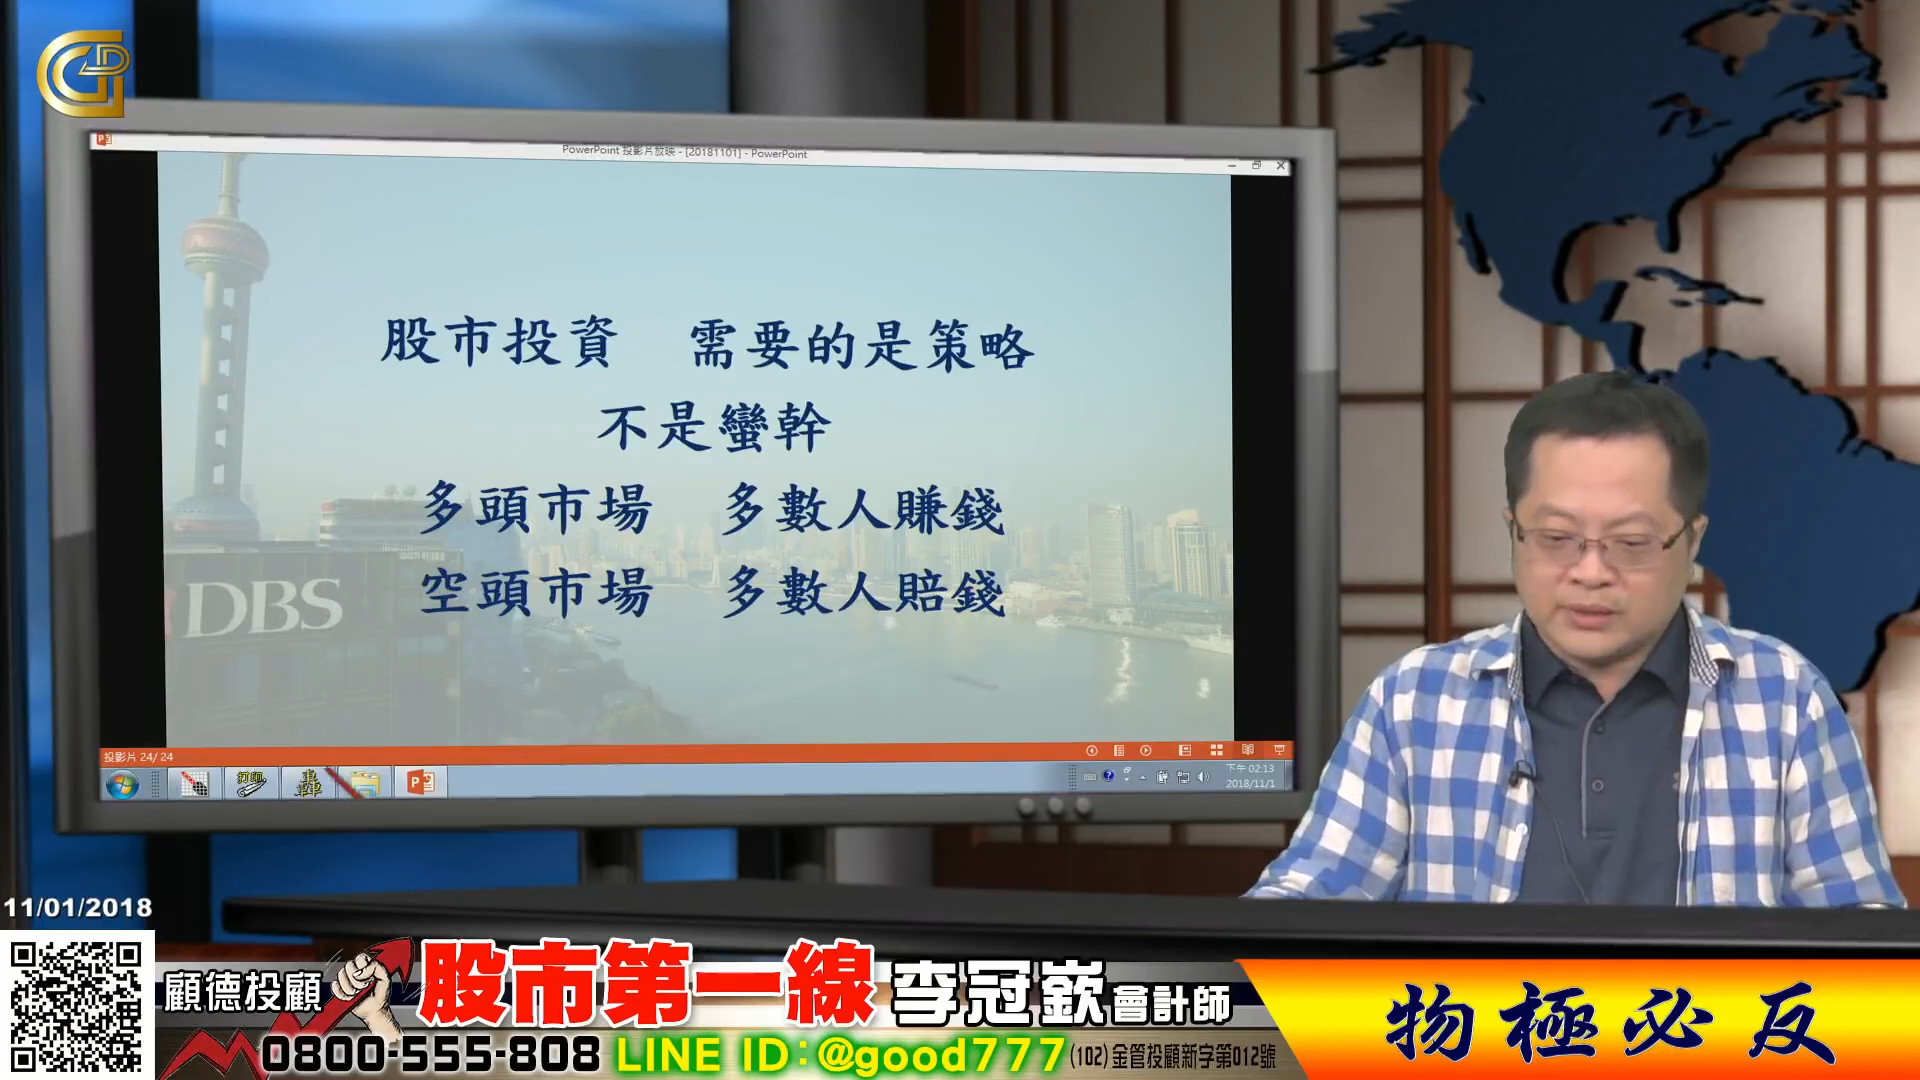 PowerPoint 投影片放映 - [20181101] - PowerPoint
股市投資 需要的是策略
不是蠻幹
多頭市場 多數人賺錢
空頭市場 多數人賠錢
DBS
投影片 24/24
打印
下午 02:13
2018/11/1
11/01/2018
顧德投顧
股市第一線 李冠嶔 會計師
0800-555-808 LINE ID:@good777 (102)金管投顧新字第012號
物極必反